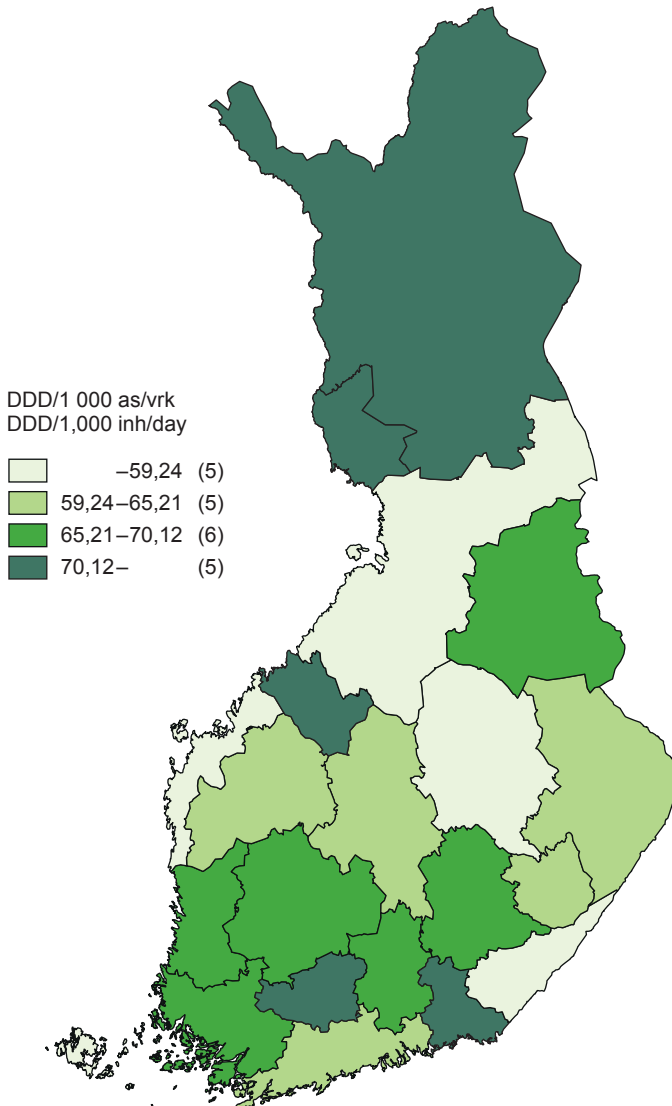 DDD/1 000 as/vrk
DDD/1,000 inh/day
–59,24 (5)
59,24–65,21 (5)
65,21–70,12 (6)
70,12– (5)